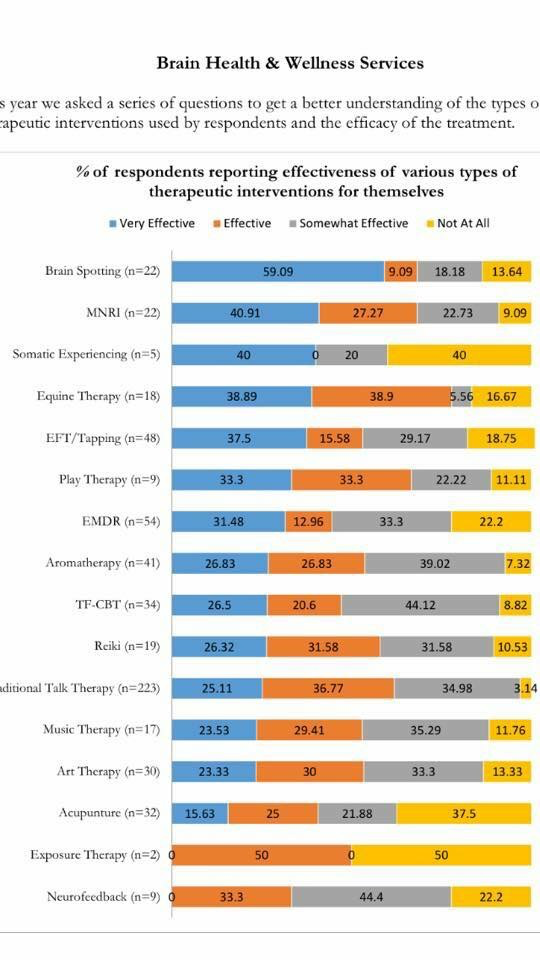 Brain Health & Wellness Services
s year we asked a series of questions to get a better understanding of the types o
rapeutic interventions used by respondents and the efficacy of the treatment.
% of respondents reporting effectiveness of various types of
therapeutic interventions for themselves
Very Effective Effective Somewhat Effective Not At All
Brain Spotting (n=22) 59.09 9.09 18.18 13.64
MNRI (n=22) 40.91 27.27 22.73 9.09
Somatic Experiencing (n=5) 40 0 20 40
Equine Therapy (n=18) 38.89 38.9 5.56 16.67
EFT/Tapping (n=48) 37.5 15.58 29.17 18.75
Play Therapy (n=9) 33.3 33.3 22.22 11.11
EMDR (n=54) 31.48 12.96 33.3 22.2
Aromatherapy (n=41) 26.83 26.83 39.02 7.32
TF-CBT (n=34) 26.5 20.6 44.12 8.82
Reiki (n=19) 26.32 31.58 31.58 10.53
ditional Talk Therapy (n=223) 25.11 36.77 34.98 3.14
Music Therapy (n=17) 23.53 29.41 35.29 11.76
Art Therapy (n=30) 23.33 30 33.3 13.33
Acupunture (n=32) 15.63 25 21.88 37.5
Exposure Therapy (n=2) 0 50 0 50
Neurofeedback (n=9) 0 33.3 44.4 22.2